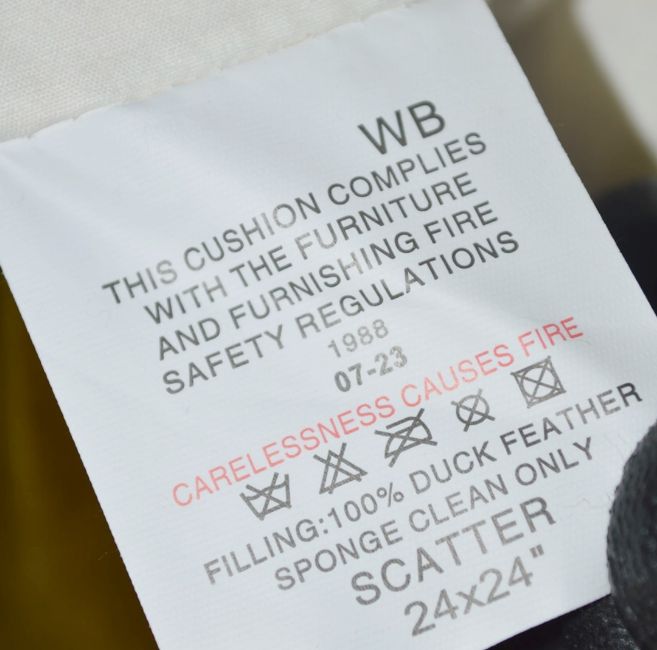 WB
THIS CUSHION COMPLIES
WITH THE FURNITURE
AND FURNISHING FIRE
SAFETY REGULATIONS
1988
07-23
CARELESSNESS CAUSES FIRE
FILLING:100% DUCK FEATHER
SPONGE CLEAN ONLY
SCATTER
24x24"